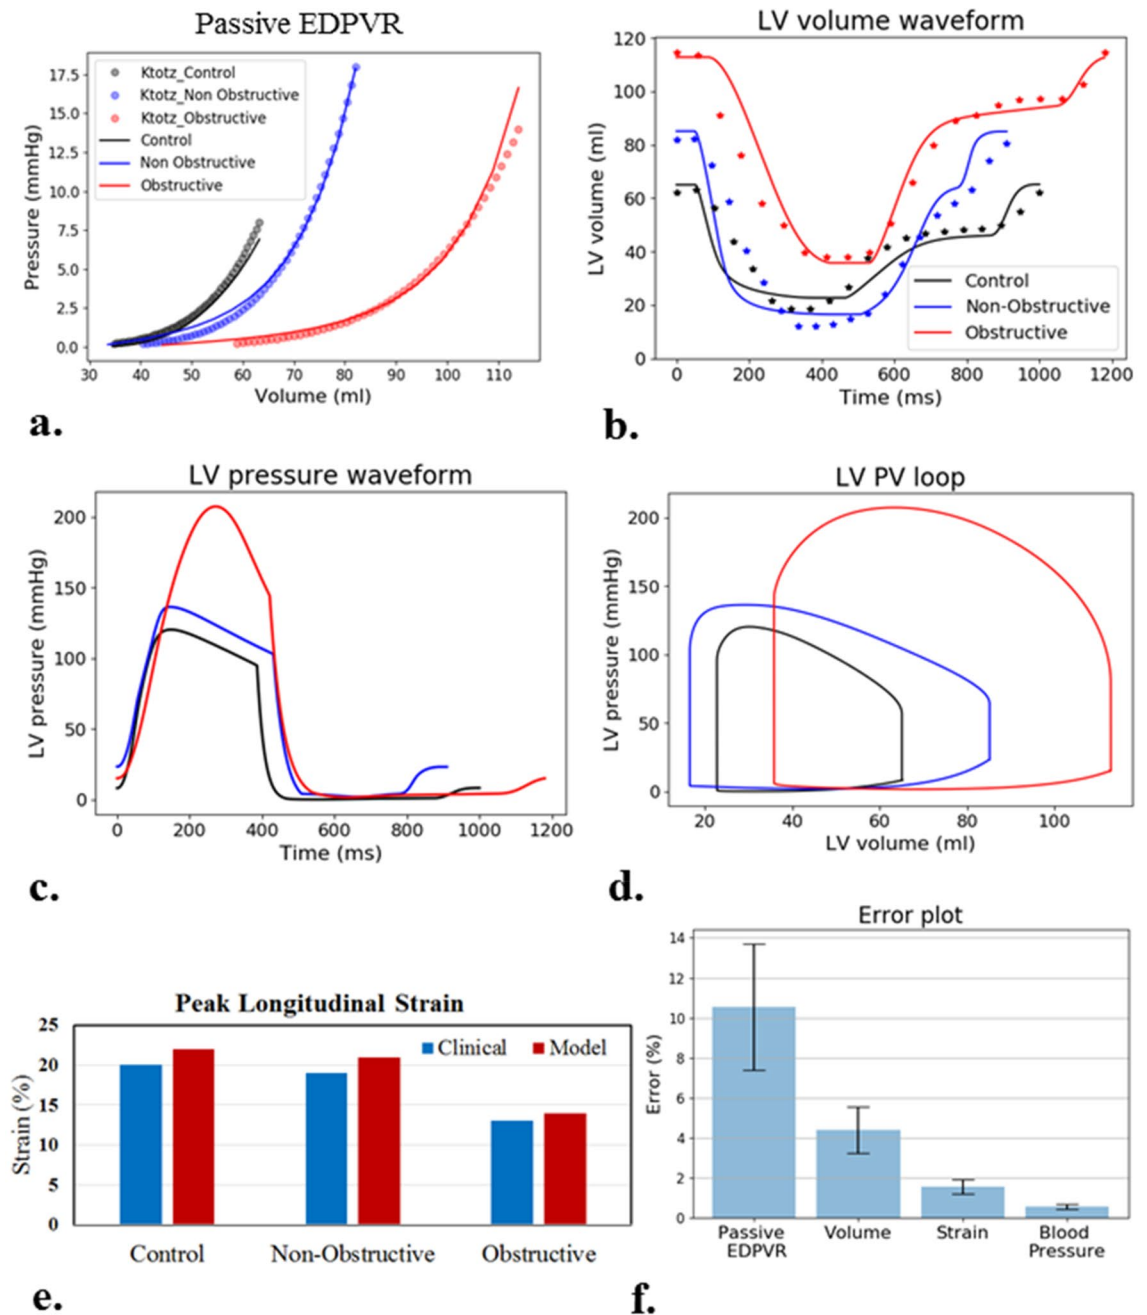 Passive EDPVR
17.5
15.0
12.5
10.0
7.5
5.0
2.5
0.0
Pressure (mmHg)
Ktotz_Control
Ktotz_Non Obstructive
Ktotz_Obstructive
Control
Non Obstructive
Obstructive
30 40 50 60 70 80 90 100 110
Volume (ml)
a.
LV volume waveform
120
100
80
60
40
20
0
LV volume (ml)
Control
Non-Obstructive
Obstructive
0 200 400 600 800 1000 1200
Time (ms)
b.
LV pressure waveform
200
150
100
50
0
LV pressure (mmHg)
0 200 400 600 800 1000 1200
Time (ms)
c.
LV PV loop
200
150
100
50
0
LV pressure (mmHg)
20 40 60 80 100
LV volume (ml)
d.
Peak Longitudinal Strain
25
20
15
10
5
0
Strain (%)
Clinical Model
Control Non-Obstructive Obstructive
e.
Error plot
14
12
10
8
6
4
2
0
Error (%)
Passive Volume Strain Blood
EDPVR Pressure
f.